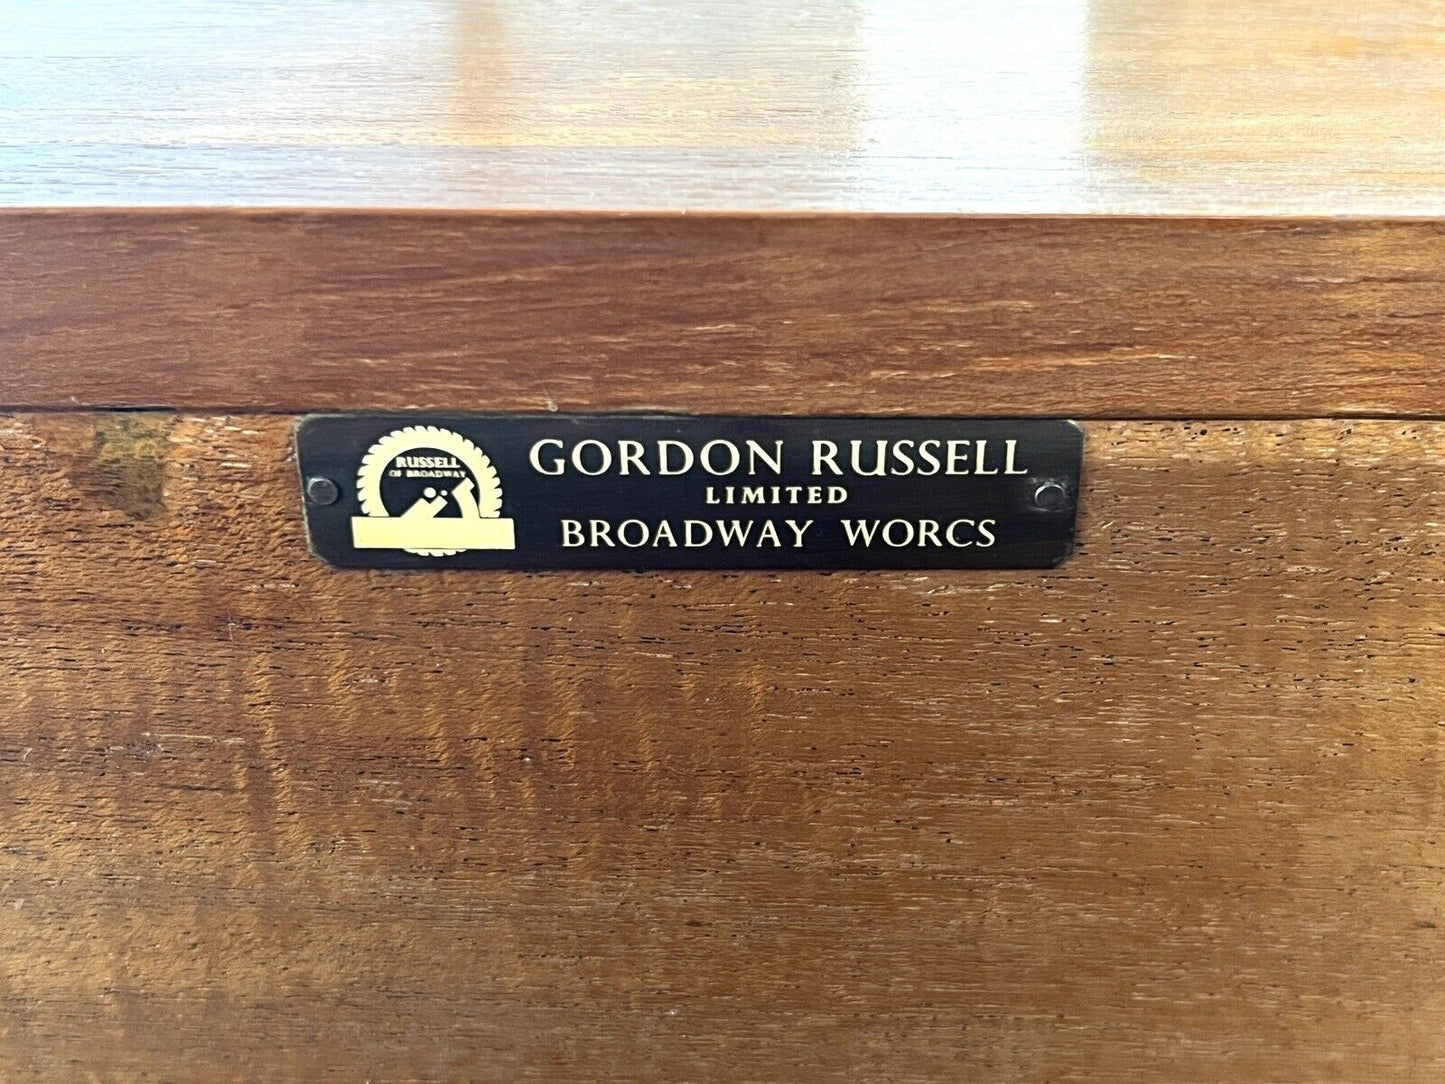 RUSSELL
OF BROADWAY
GORDON RUSSELL
LIMITED
BROADWAY WORCS